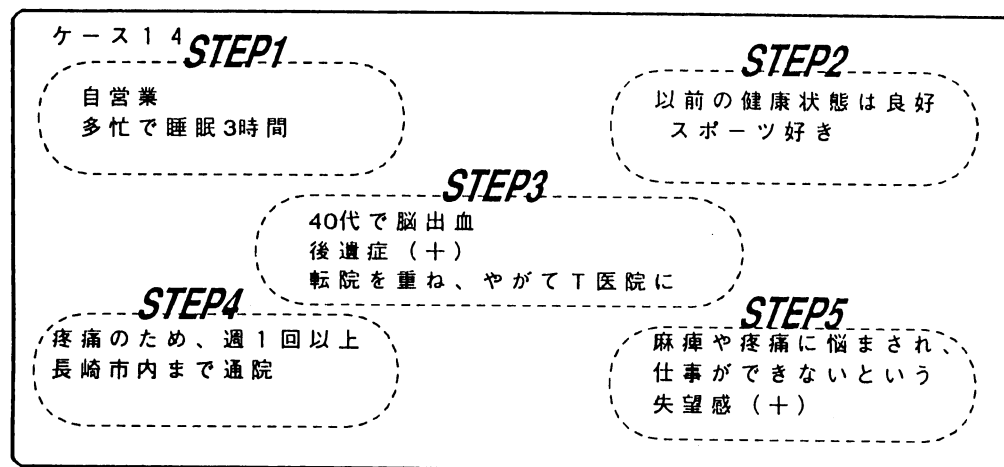 ケース14
STEP1
自営業
多忙で睡眠3時間
STEP2
以前の健康状態は良好
スポーツ好き
STEP3
40代で脳出血
後遺症(+)
転院を重ね、やがてT医院に
STEP4
疼痛のため、週1回以上
長崎市内まで通院
STEP5
麻痺や疼痛に悩まされ、
仕事ができないという
失望感(+)